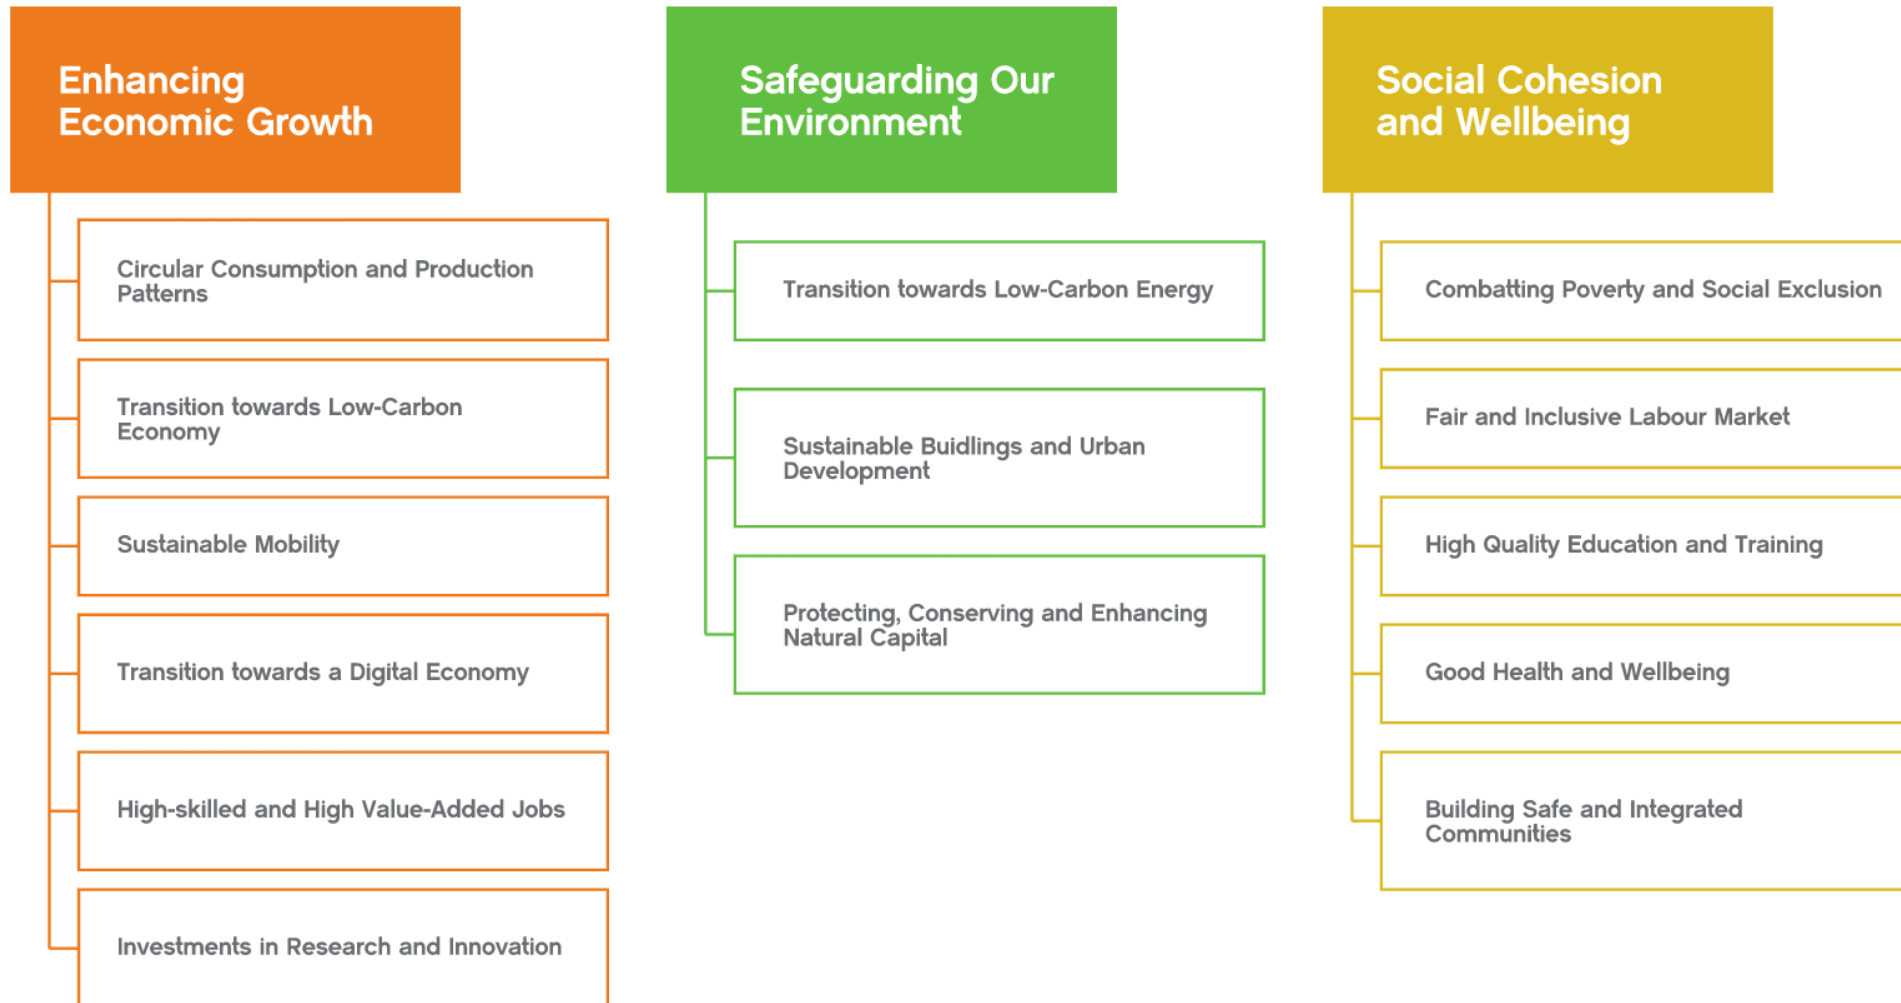 Enhancing
Economic Growth
Circular Consumption and Production
Patterns
Transition towards Low-Carbon
Economy
Sustainable Mobility
Transition towards a Digital Economy
High-skilled and High Value-Added Jobs
Investments in Research and Innovation
Safeguarding Our
Environment
Transition towards Low-Carbon Energy
Sustainable Buidlings and Urban
Development
Protecting, Conserving and Enhancing
Natural Capital
Social Cohesion
and Wellbeing
Combatting Poverty and Social Exclusion
Fair and Inclusive Labour Market
High Quality Education and Training
Good Health and Wellbeing
Building Safe and Integrated
Communities